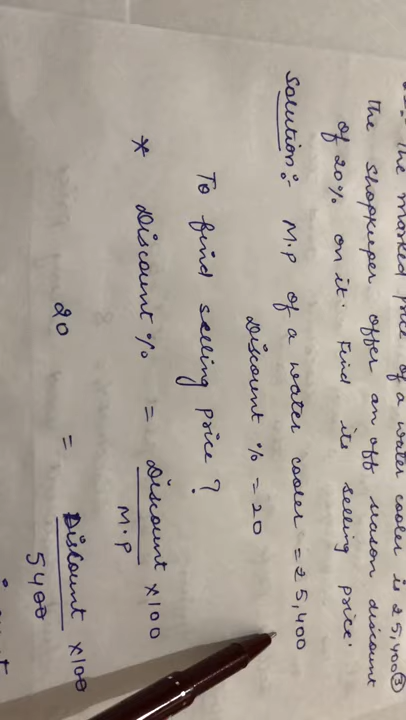 The marked price of a water cooler is ₹5,400
The Shopkeeper offer an off season discount
of 20% on it. Find its selling price.
Solution:- M.P of a water cooler = ₹5,400
Discount % = 20
To find selling price?
* Discount % = Discount × 100
M.P
20 = Discount × 100
5400